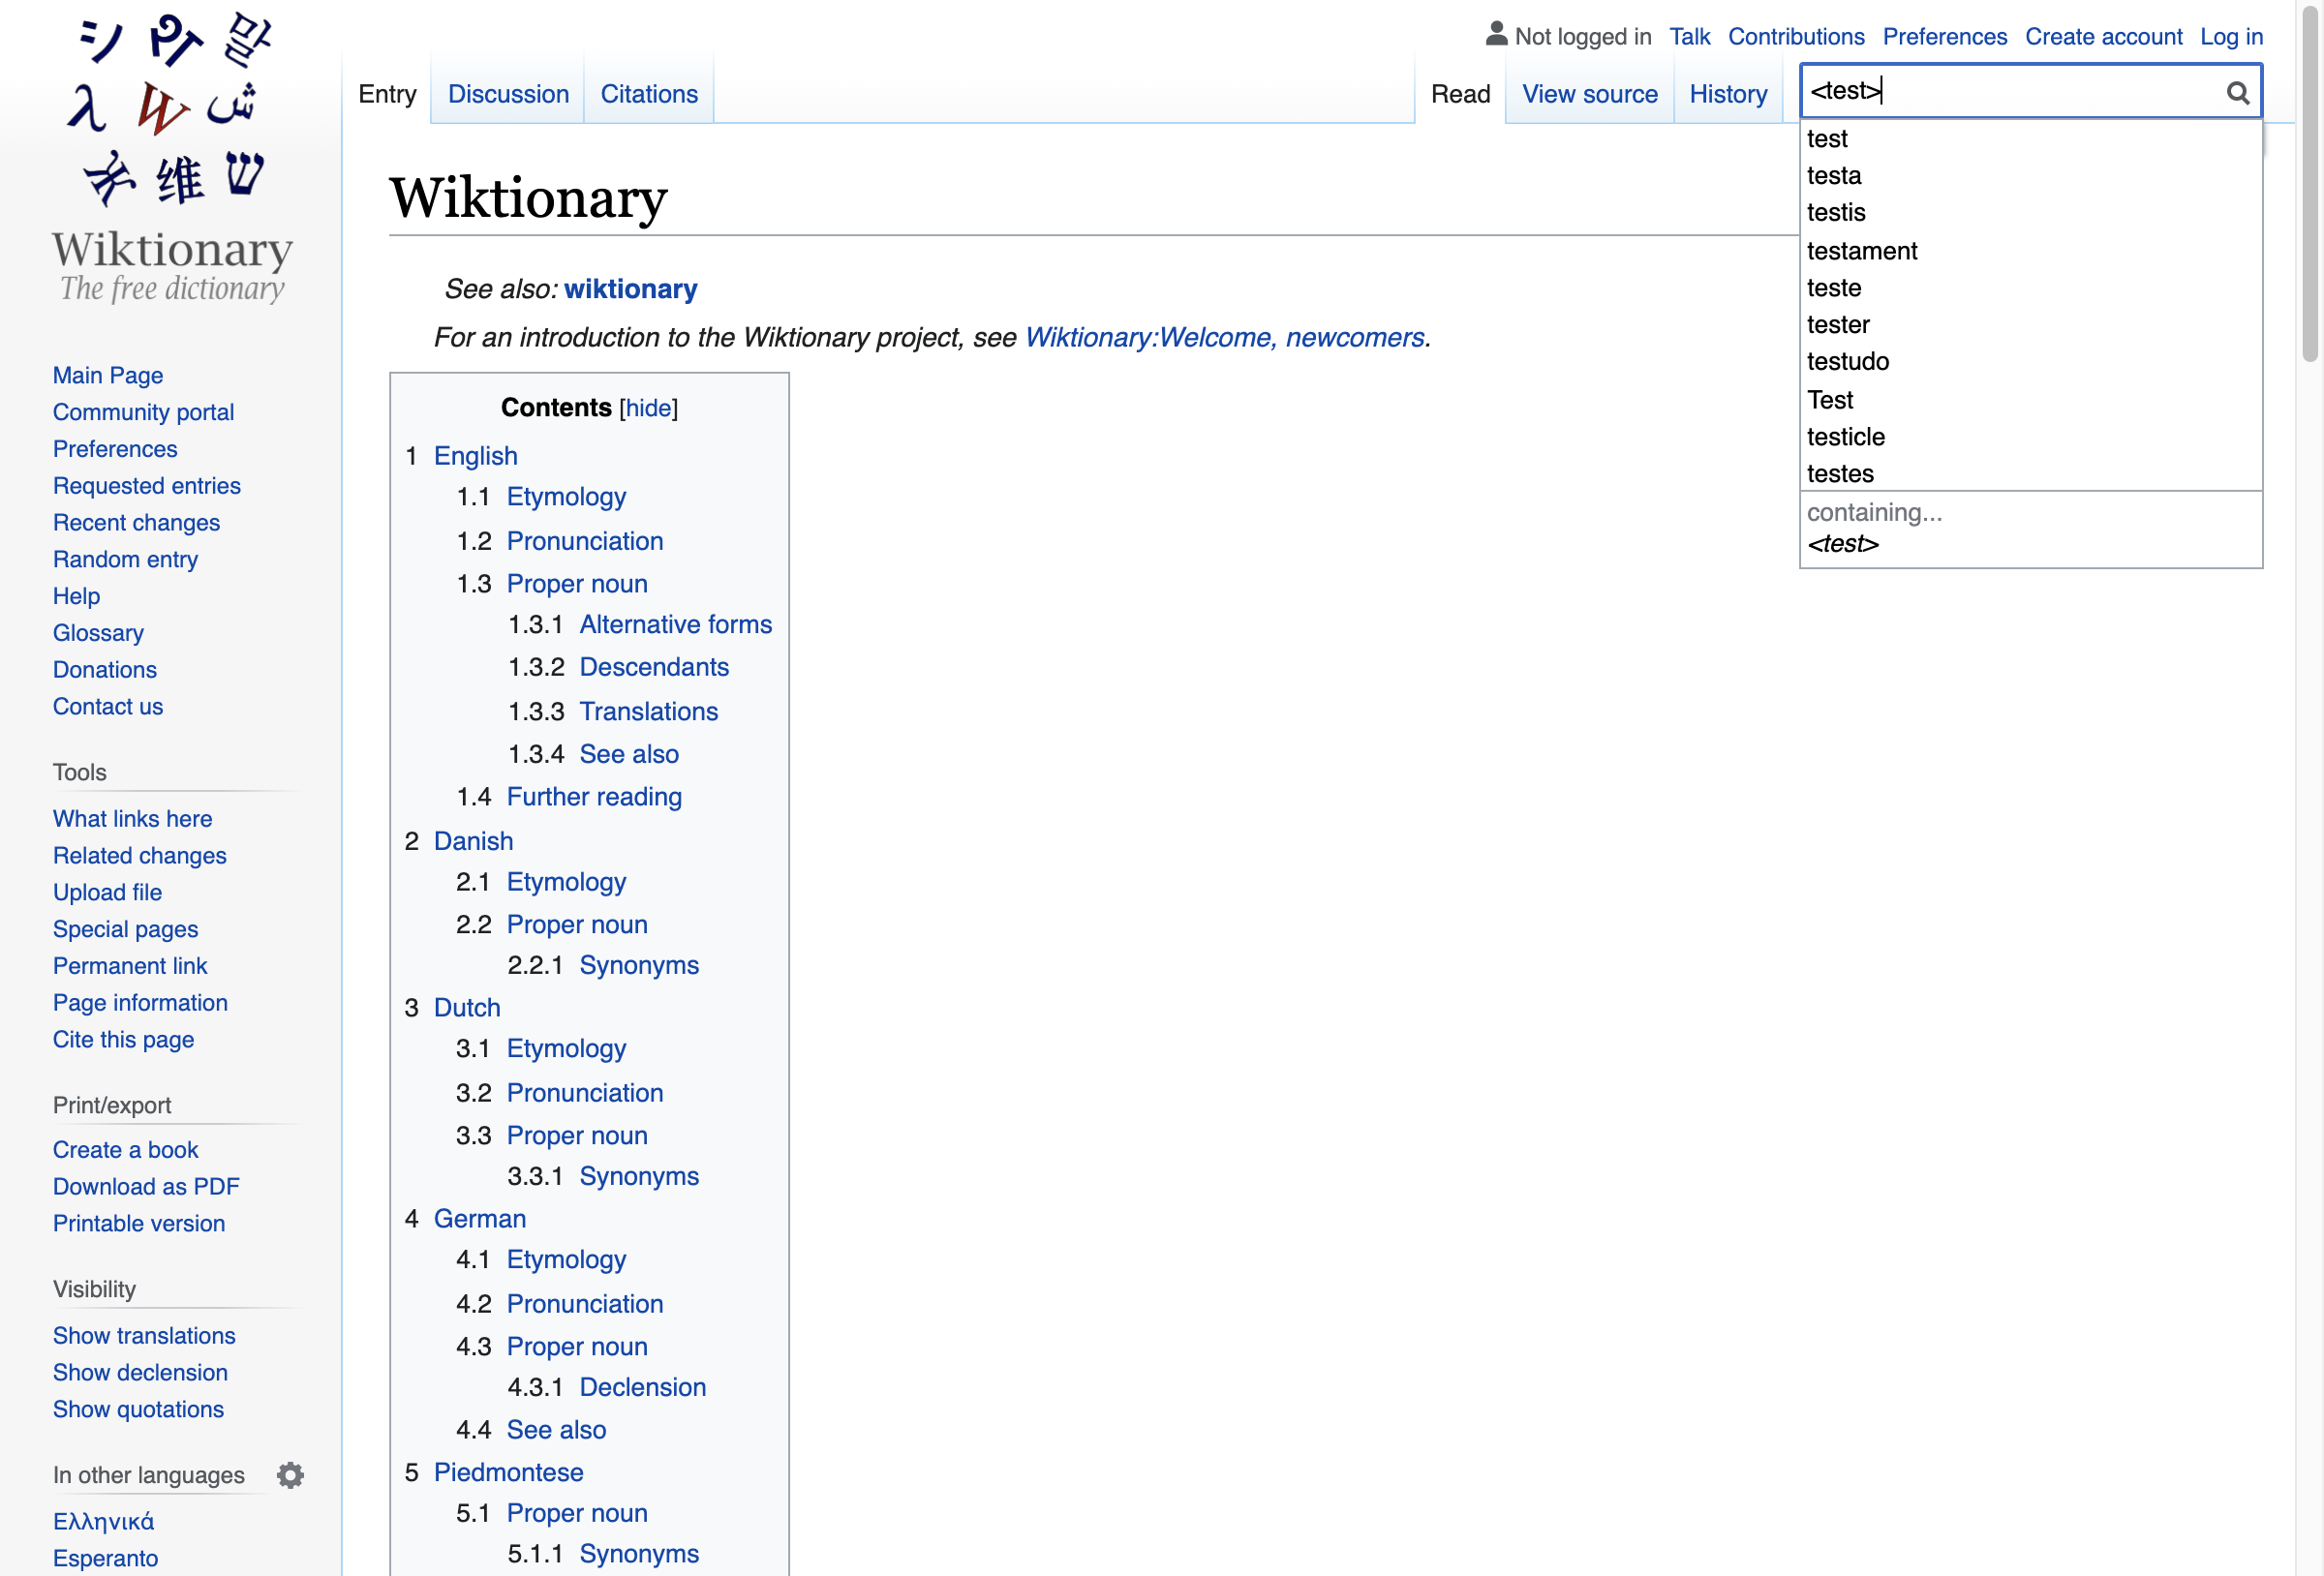 シ
말
λ W ش
维 ש
Wiktionary
The free dictionary
Main Page
Community portal
Preferences
Requested entries
Recent changes
Random entry
Help
Glossary
Donations
Contact us
Tools
What links here
Related changes
Upload file
Special pages
Permanent link
Page information
Cite this page
Print/export
Create a book
Download as PDF
Printable version
Visibility
Show translations
Show declension
Show quotations
In other languages
Ελληνικά
Esperanto
Not logged in Talk Contributions Preferences Create account Log in
Entry Discussion Citations Read View source History
<test>
test
testa
testis
testament
teste
tester
testudo
Test
testicle
testes
containing...
<test>
Wiktionary
See also: wiktionary
For an introduction to the Wiktionary project, see Wiktionary:Welcome, newcomers.
Contents [hide]
1 English
1.1 Etymology
1.2 Pronunciation
1.3 Proper noun
1.3.1 Alternative forms
1.3.2 Descendants
1.3.3 Translations
1.3.4 See also
1.4 Further reading
2 Danish
2.1 Etymology
2.2 Proper noun
2.2.1 Synonyms
3 Dutch
3.1 Etymology
3.2 Pronunciation
3.3 Proper noun
3.3.1 Synonyms
4 German
4.1 Etymology
4.2 Pronunciation
4.3 Proper noun
4.3.1 Declension
4.4 See also
5 Piedmontese
5.1 Proper noun
5.1.1 Synonyms